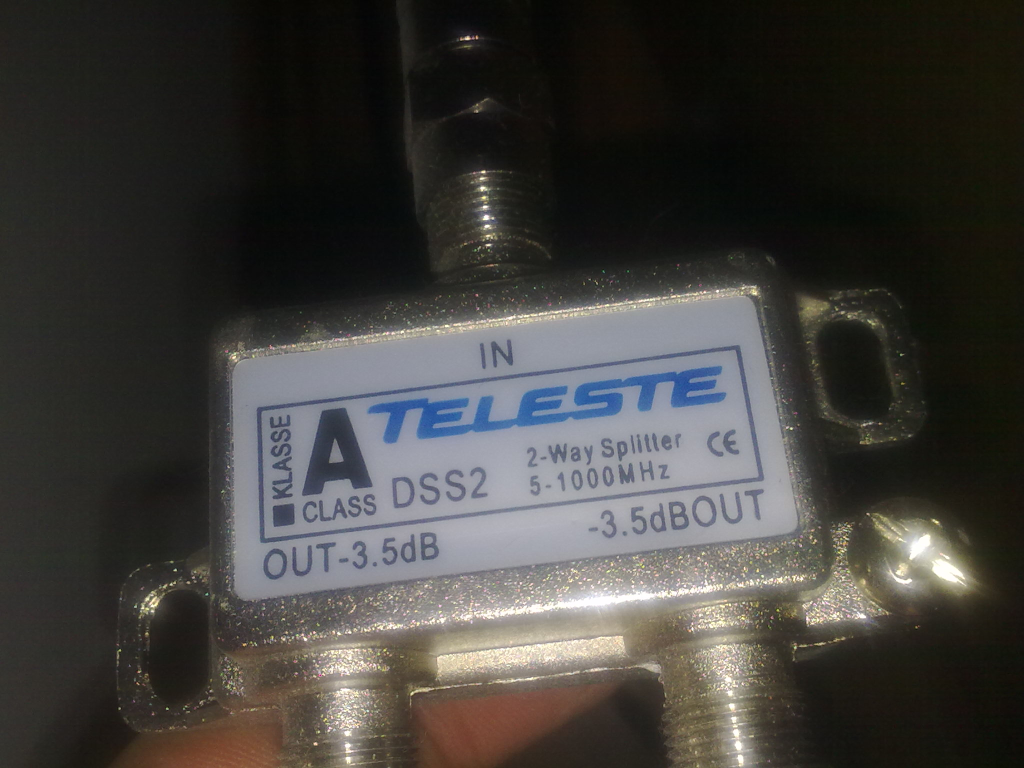 IN
KLASSE
A
CLASS
TELESTE
DSS2
2-Way Splitter
5-1000MHz
CE
OUT-3.5dB
-3.5dBOUT